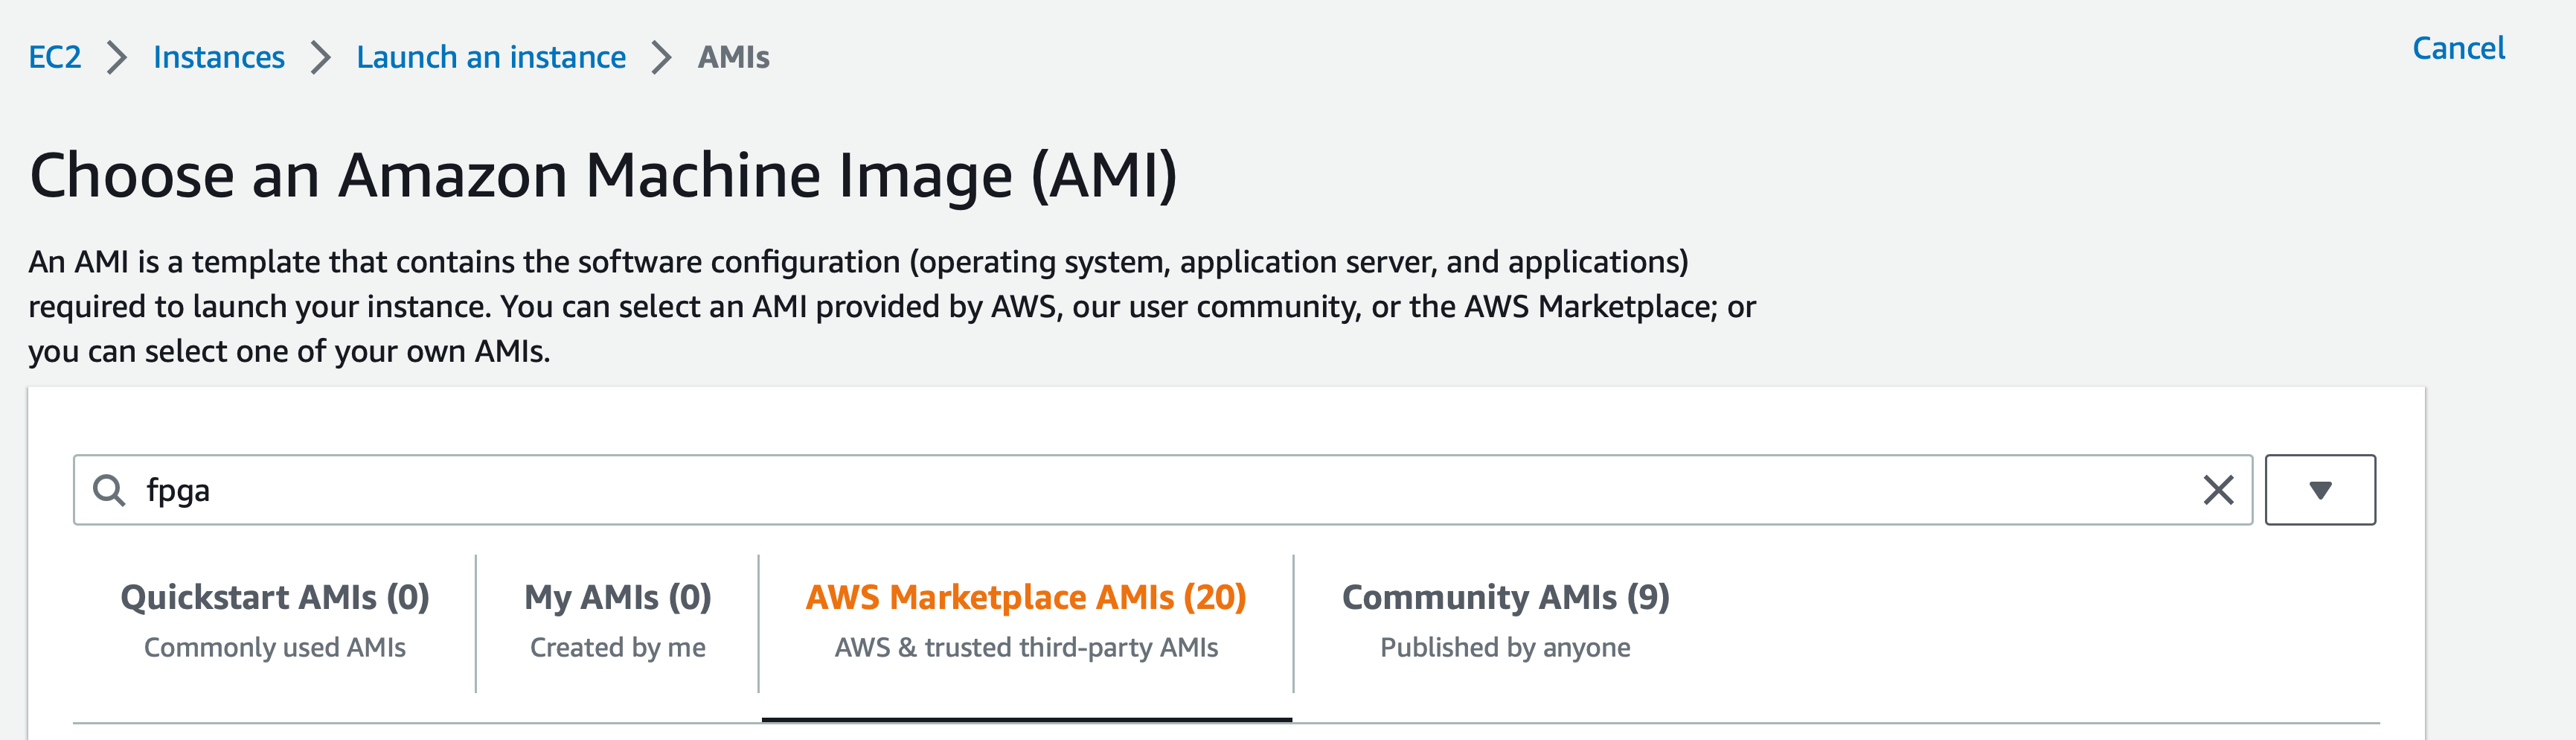 EC2 > Instances > Launch an instance > AMIs
Cancel
Choose an Amazon Machine Image (AMI)
An AMI is a template that contains the software configuration (operating system, application server, and applications)
required to launch your instance. You can select an AMI provided by AWS, our user community, or the AWS Marketplace; or
you can select one of your own AMIs.
fpga
Quickstart AMIs (0)
Commonly used AMIs
My AMIs (0)
Created by me
AWS Marketplace AMIs (20)
AWS & trusted third-party AMIs
Community AMIs (9)
Published by anyone